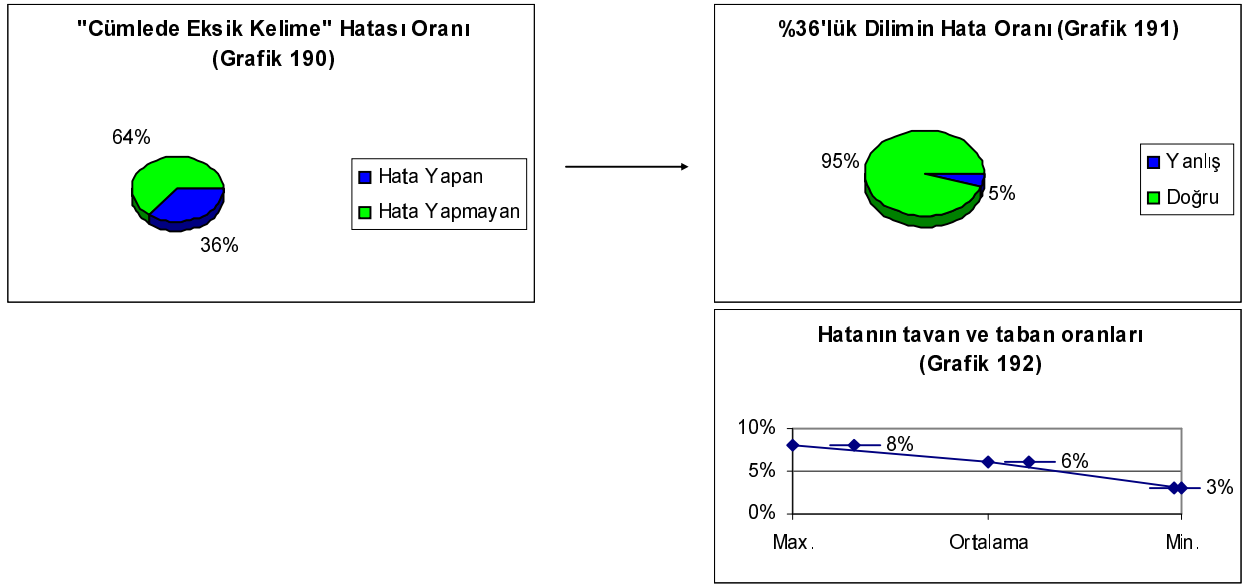 "Cümlede Eksik Kelime" Hatası Oranı
(Grafik 190)
64%
36%
Hata Yapan
Hata Yapmayan
%36'lük Dilimin Hata Oranı (Grafik 191)
95%
5%
Yanlış
Doğru
Hatanın tavan ve taban oranları
(Grafik 192)
10%
5%
0%
8%
6%
3%
Max.
Ortalama
Min.